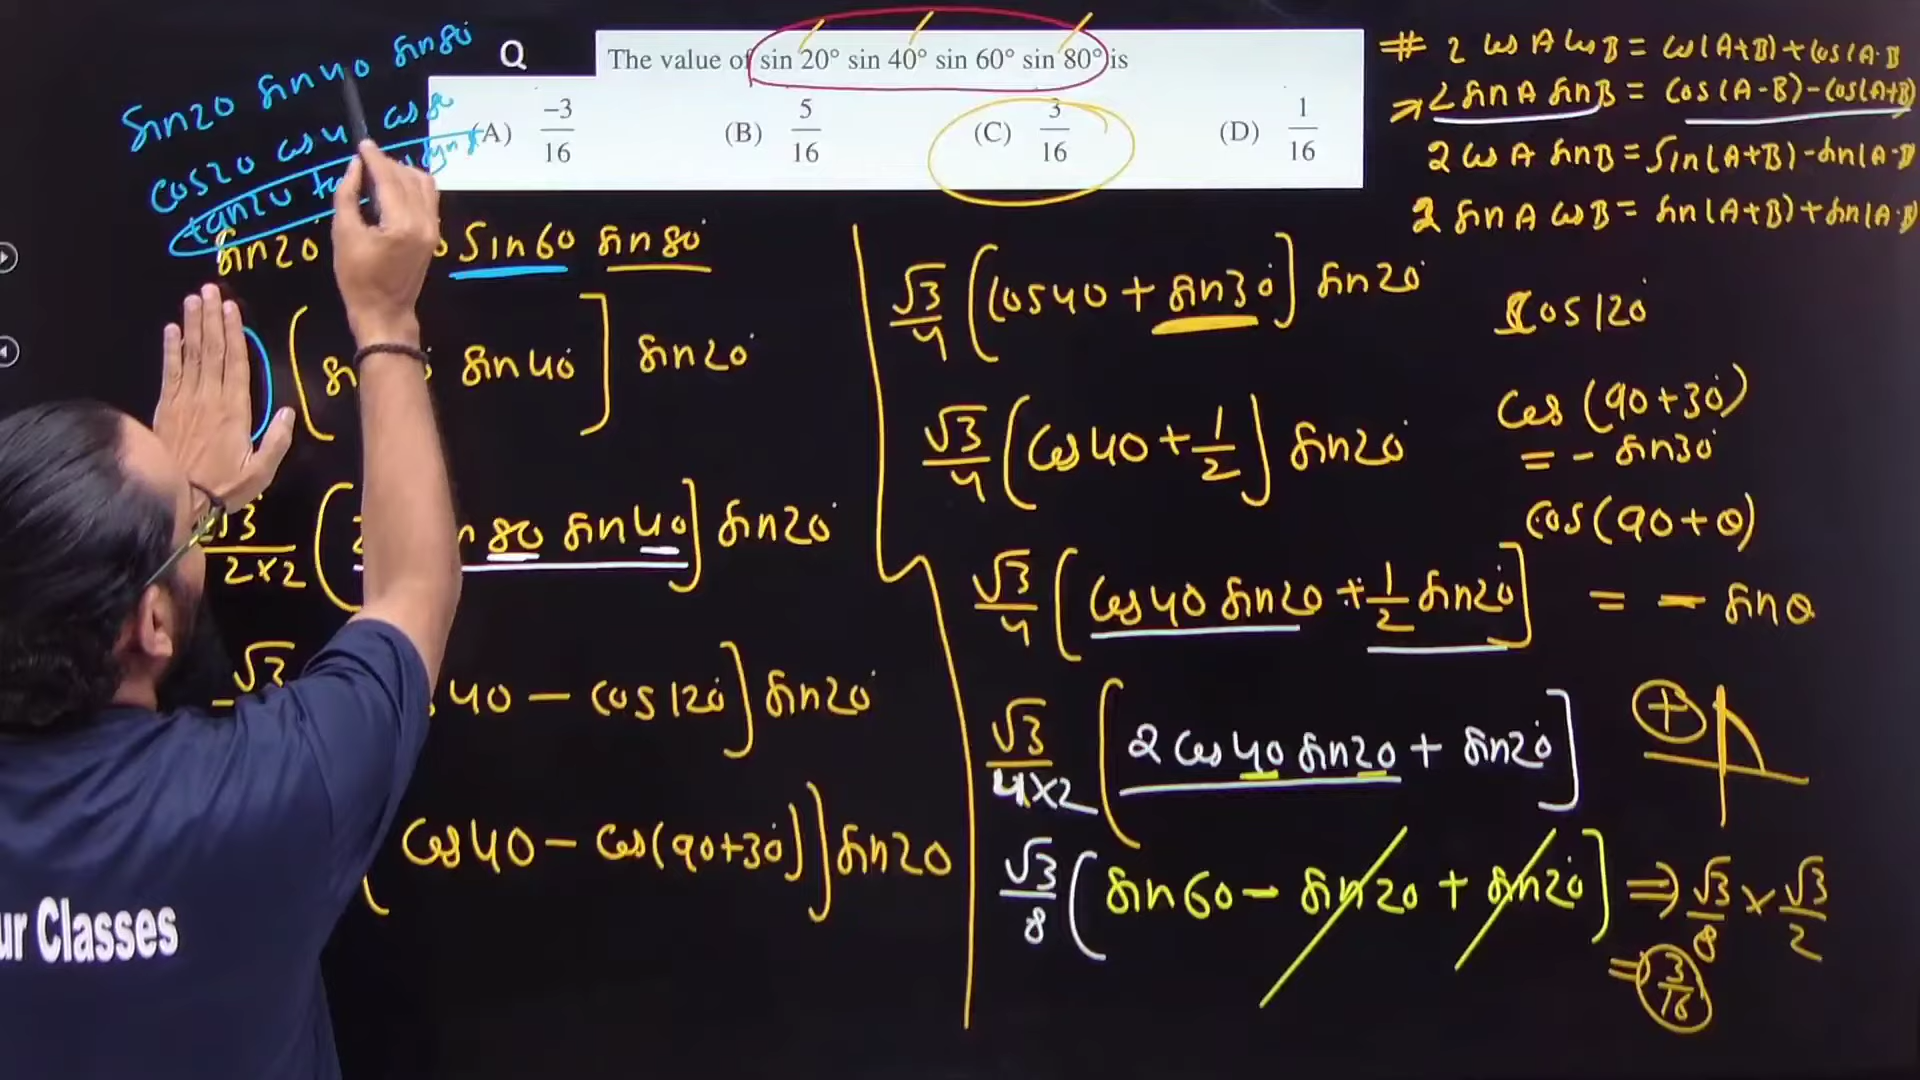 sin20 sin40 sin80
cos20 cos4
tan20
Q The value of sin 20° sin 40° sin 60° sin 80° is
(A) −3/16 (B) 5/16 (C) 3/16 (D) 1/16
# 2 cos A cos B = cos(A+B) + cos(A-B
→ 2 sin A sin B = cos(A-B) - cos(A+B)
2 cos A sin B = sin(A+B) - sin(A-B
2 sin A cos B = sin(A+B) + sin(A-B)
sin20 sin60 sin80°
sin40°] sin20°
√3/2×2 80 sin40] sin20°
√3 40 - cos120°] sin20°
cos40 - cos(90+30°)] sin20
√3/4 (cos40 + sin30°] sin20°
√3/4 (cos40 + 1/2] sin20°
√3/4 [cos40 sin20 + 1/2 sin20°]
√3/4×2 [2 cos40 sin20 + sin20°]
√3/8 (sin60 - sin20 + sin20°] ⇒ √3/8 × √3/2
= 3/16
cos120°
cos(90+30°)
= - sin30°
cos(90+θ)
= - sinθ
+
ur Classes